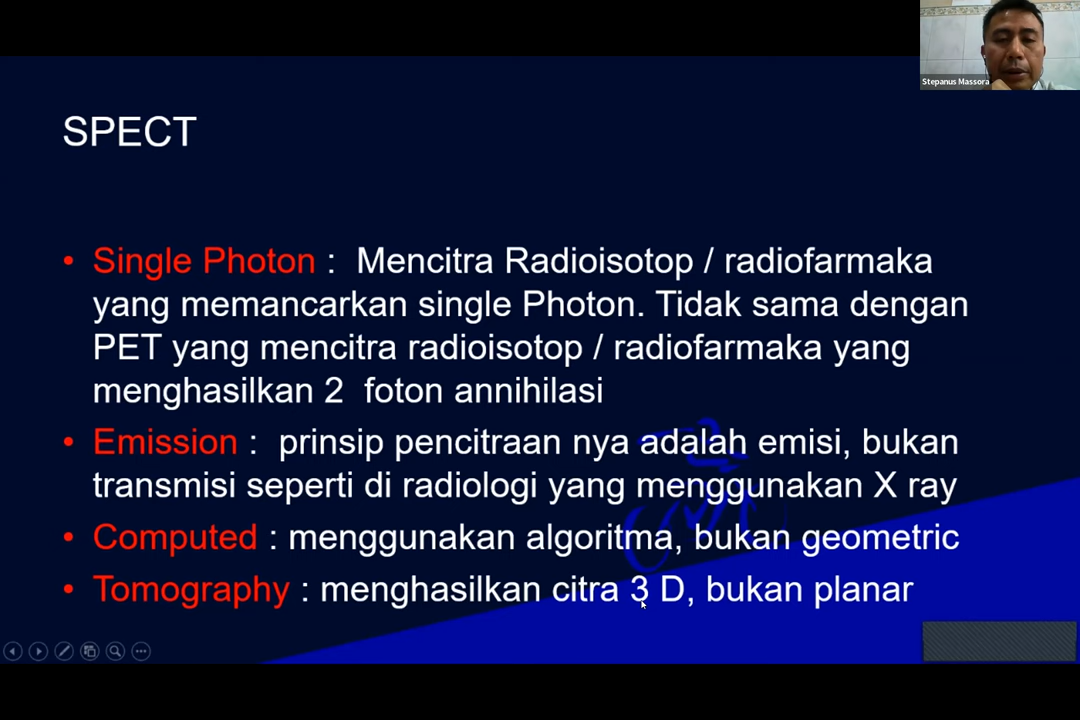 Stepanus Massora
SPECT
• Single Photon : Mencitra Radioisotop / radiofarmaka
yang memancarkan single Photon. Tidak sama dengan
PET yang mencitra radioisotop / radiofarmaka yang
menghasilkan 2 foton annihilasi
• Emission : prinsip pencitraan nya adalah emisi, bukan
transmisi seperti di radiologi yang menggunakan X ray
• Computed : menggunakan algoritma, bukan geometric
• Tomography : menghasilkan citra 3 D, bukan planar